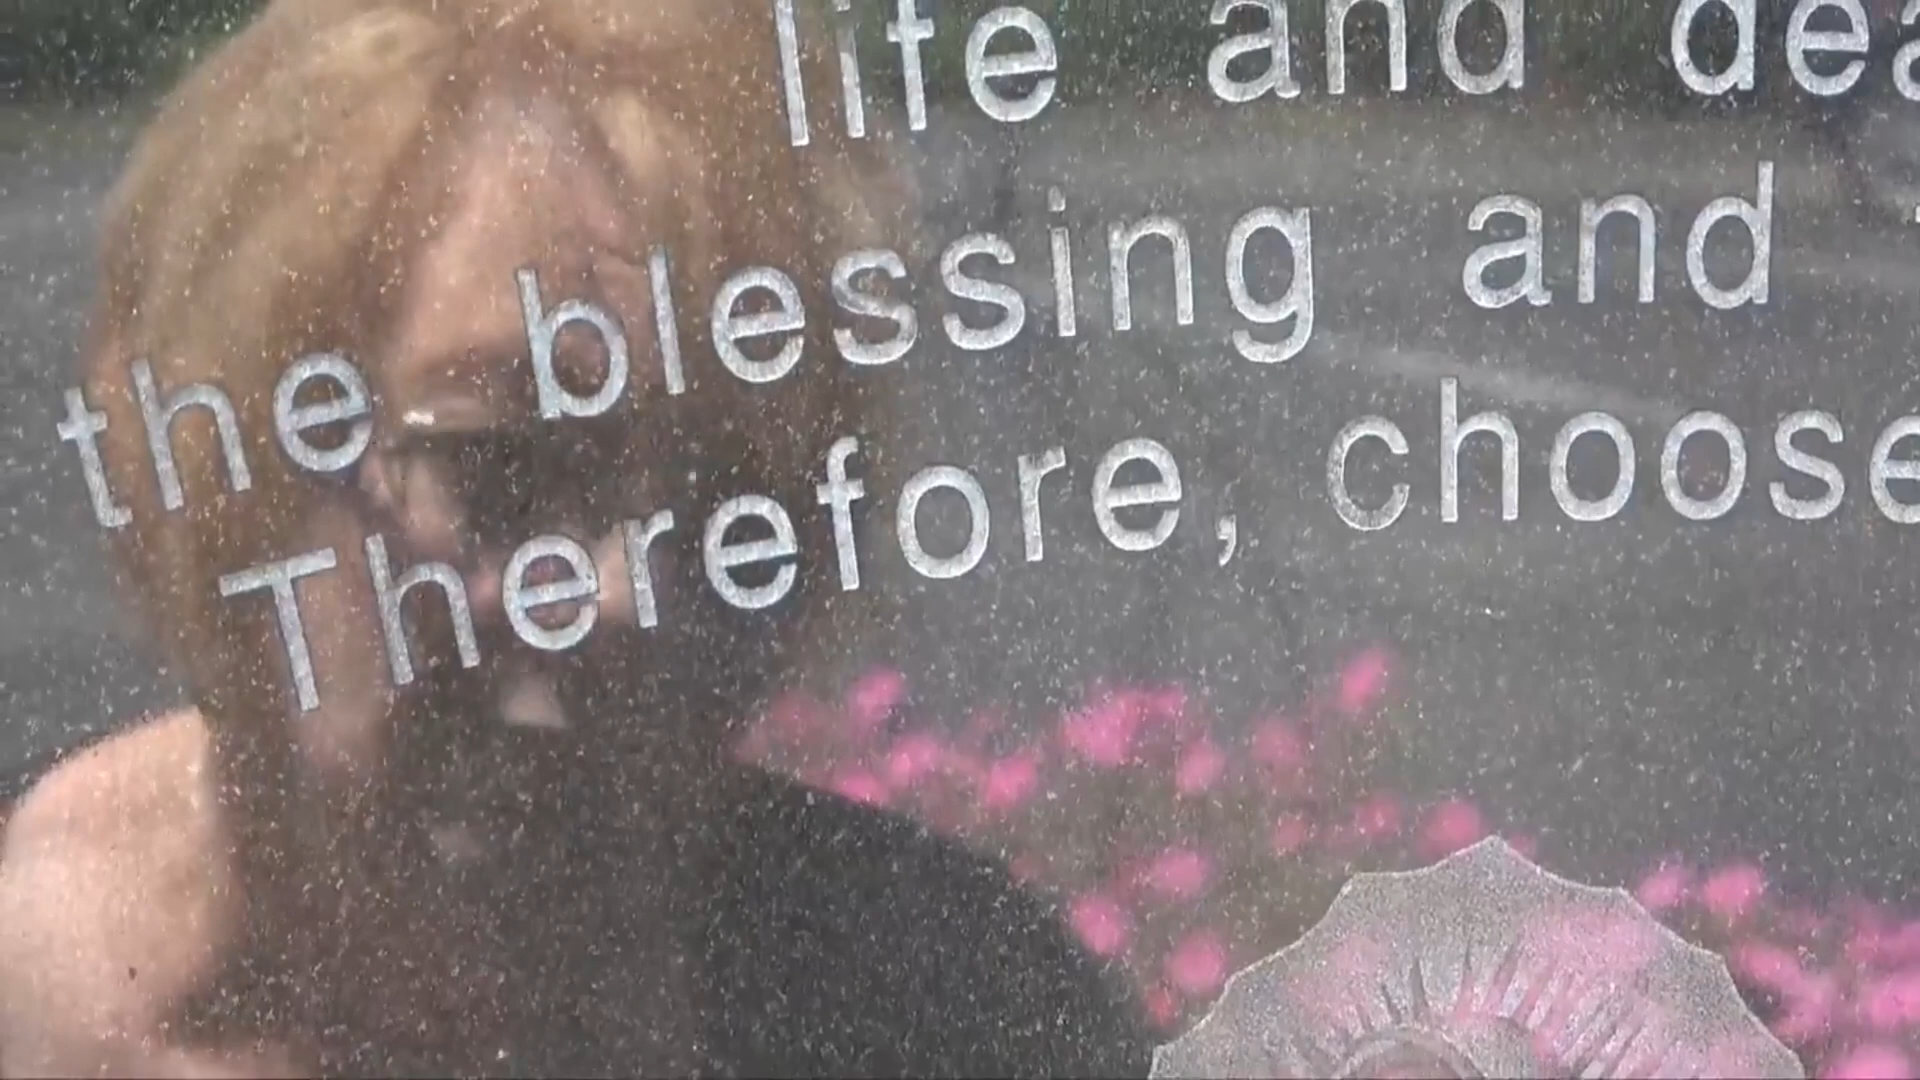 life and dea
the blessing and
Therefore, choose